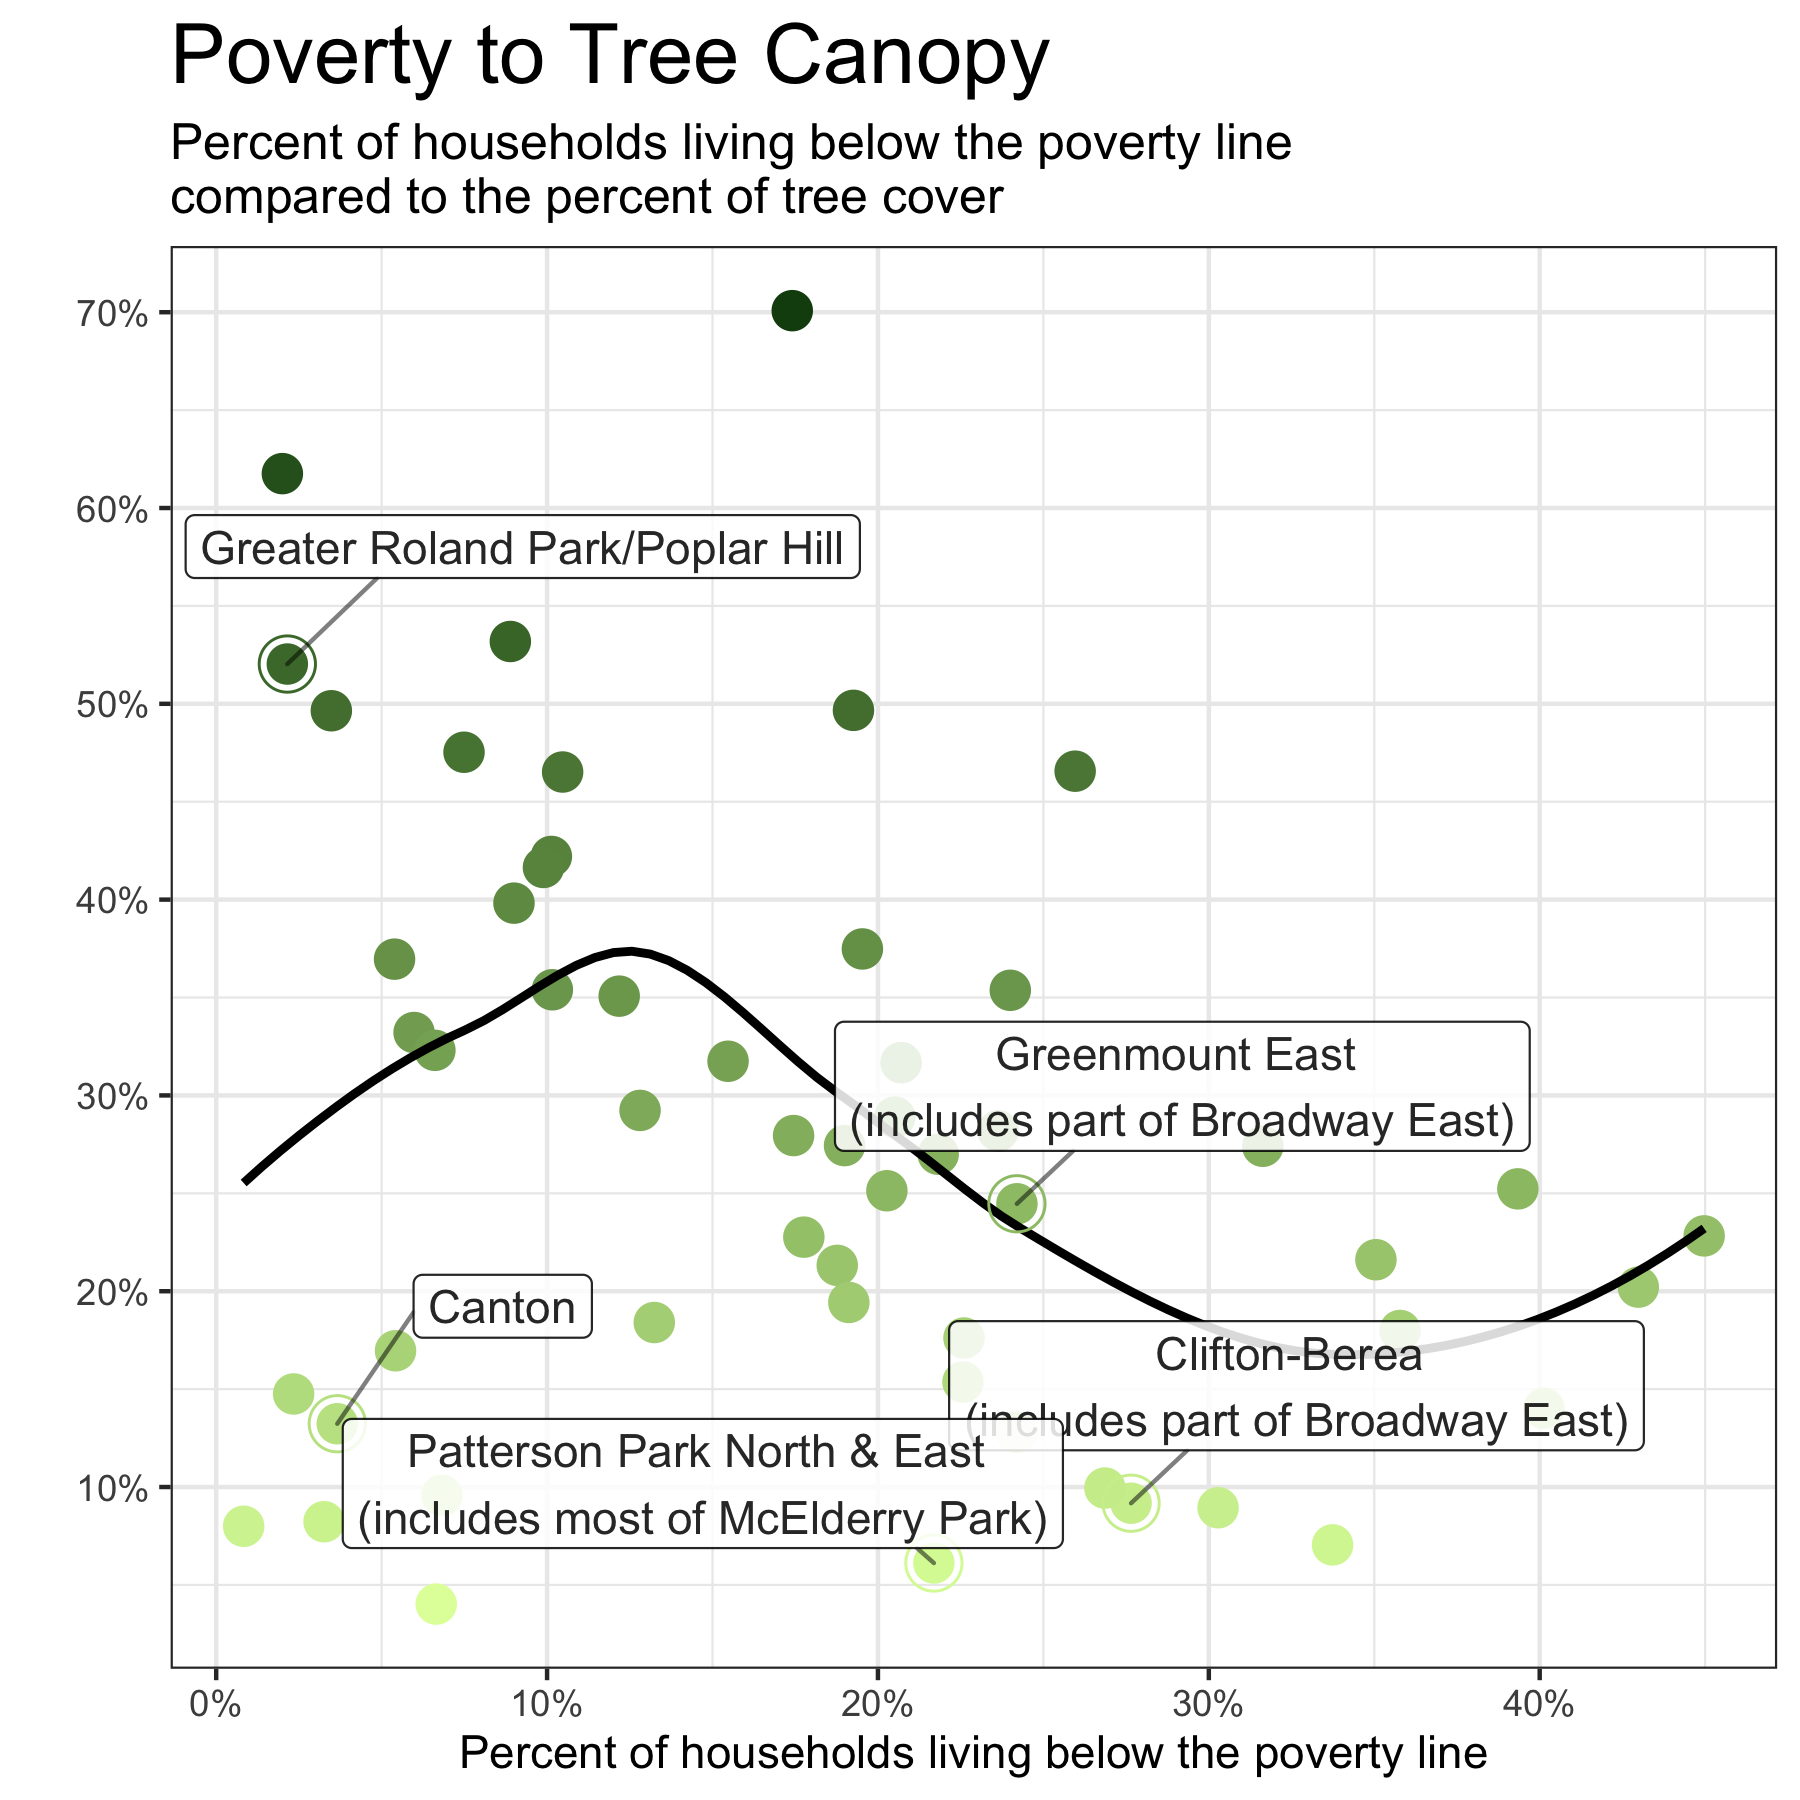 Poverty to Tree Canopy
Percent of households living below the poverty line
compared to the percent of tree cover
70%
60%
Greater Roland Park/Poplar Hill
50%
40%
Greenmount East
(includes part of Broadway East)
30%
20%
Canton
Clifton-Berea
(includes part of Broadway East)
Patterson Park North & East
(includes most of McElderry Park)
10%
0%
10%
20%
30%
40%
Percent of households living below the poverty line